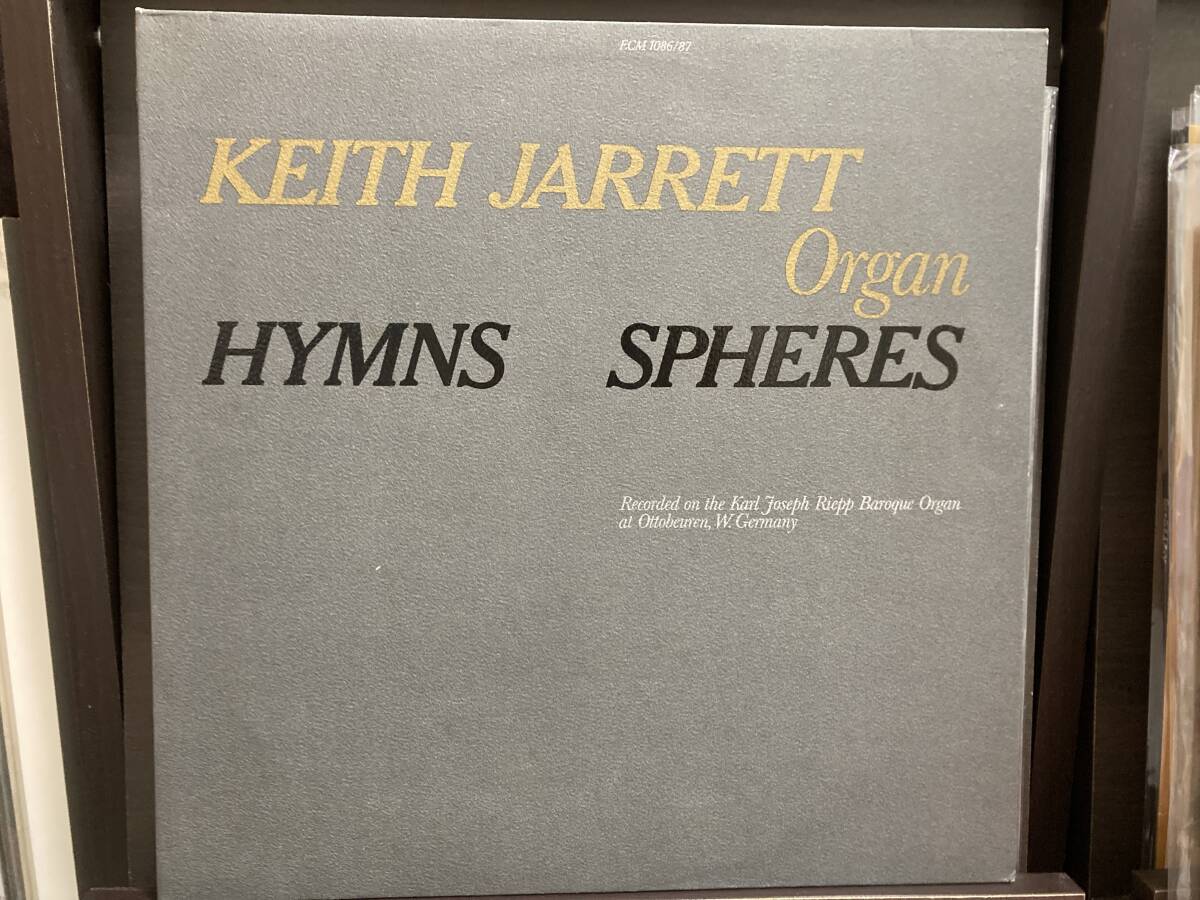 ECM 1086/87
KEITH JARRETT
Organ
HYMNS SPHERES
Recorded on the Karl Joseph Riepp Baroque Organ
at Ottobeuren, W. Germany